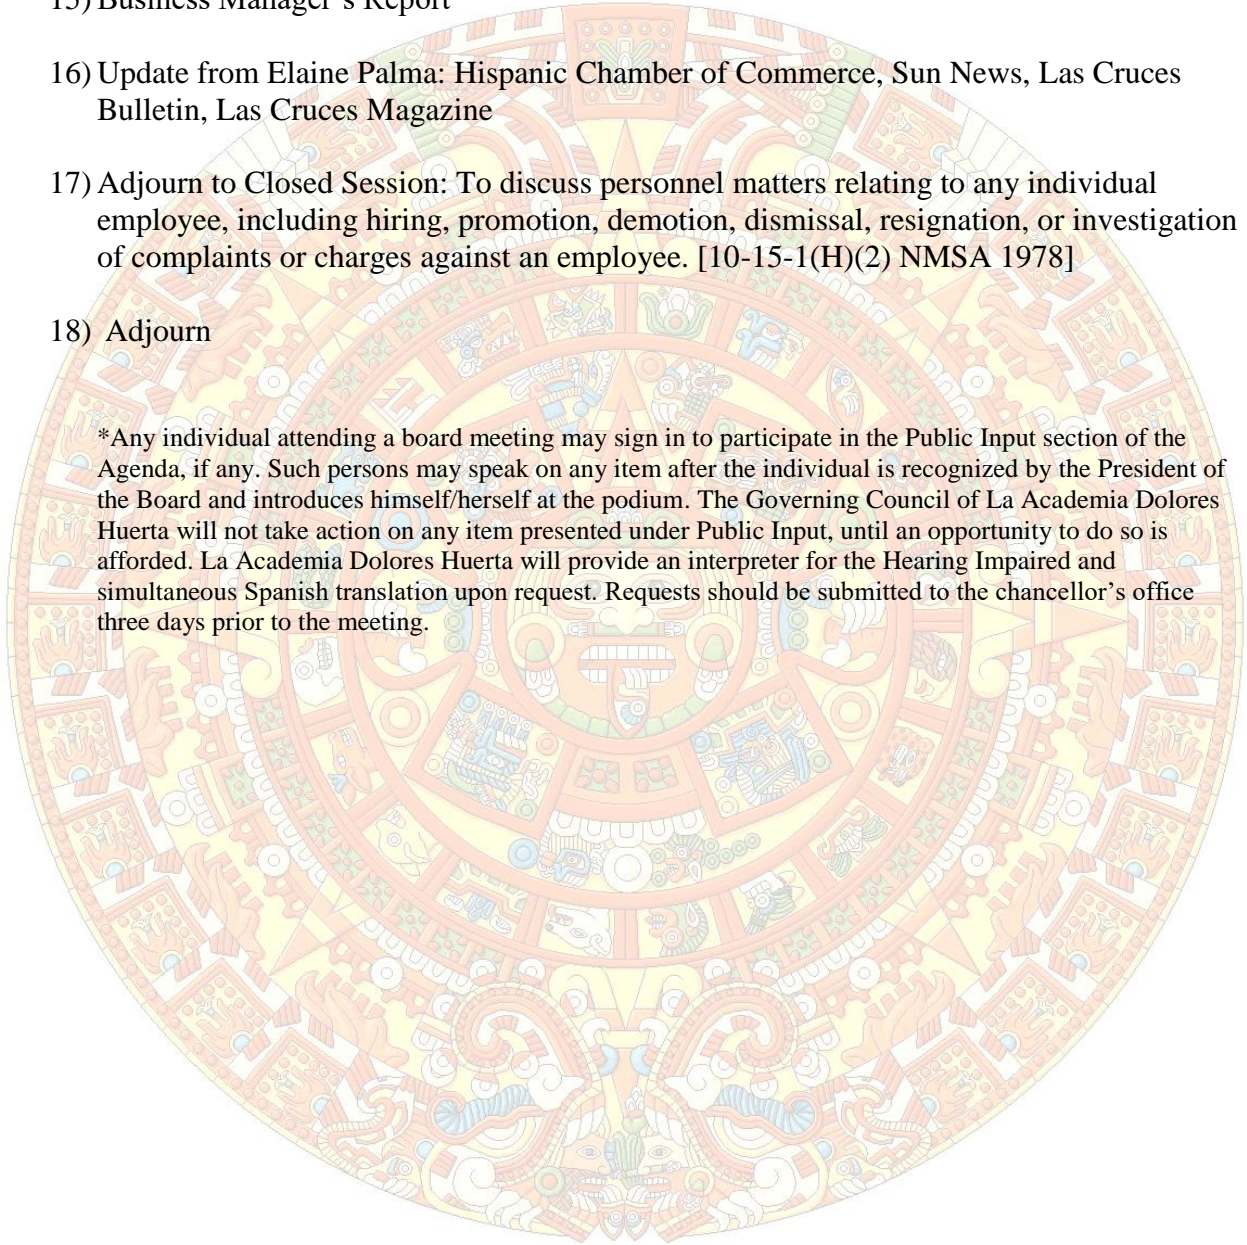 15) Business Manager's Report
16) Update from Elaine Palma: Hispanic Chamber of Commerce, Sun News, Las Cruces
Bulletin, Las Cruces Magazine
17) Adjourn to Closed Session: To discuss personnel matters relating to any individual
employee, including hiring, promotion, demotion, dismissal, resignation, or investigation
of complaints or charges against an employee. [10-15-1(H)(2) NMSA 1978]
18) Adjourn
*Any individual attending a board meeting may sign in to participate in the Public Input section of the
Agenda, if any. Such persons may speak on any item after the individual is recognized by the President of
the Board and introduces himself/herself at the podium. The Governing Council of La Academia Dolores
Huerta will not take action on any item presented under Public Input, until an opportunity to do so is
afforded. La Academia Dolores Huerta will provide an interpreter for the Hearing Impaired and
simultaneous Spanish translation upon request. Requests should be submitted to the chancellor’s office
three days prior to the meeting.